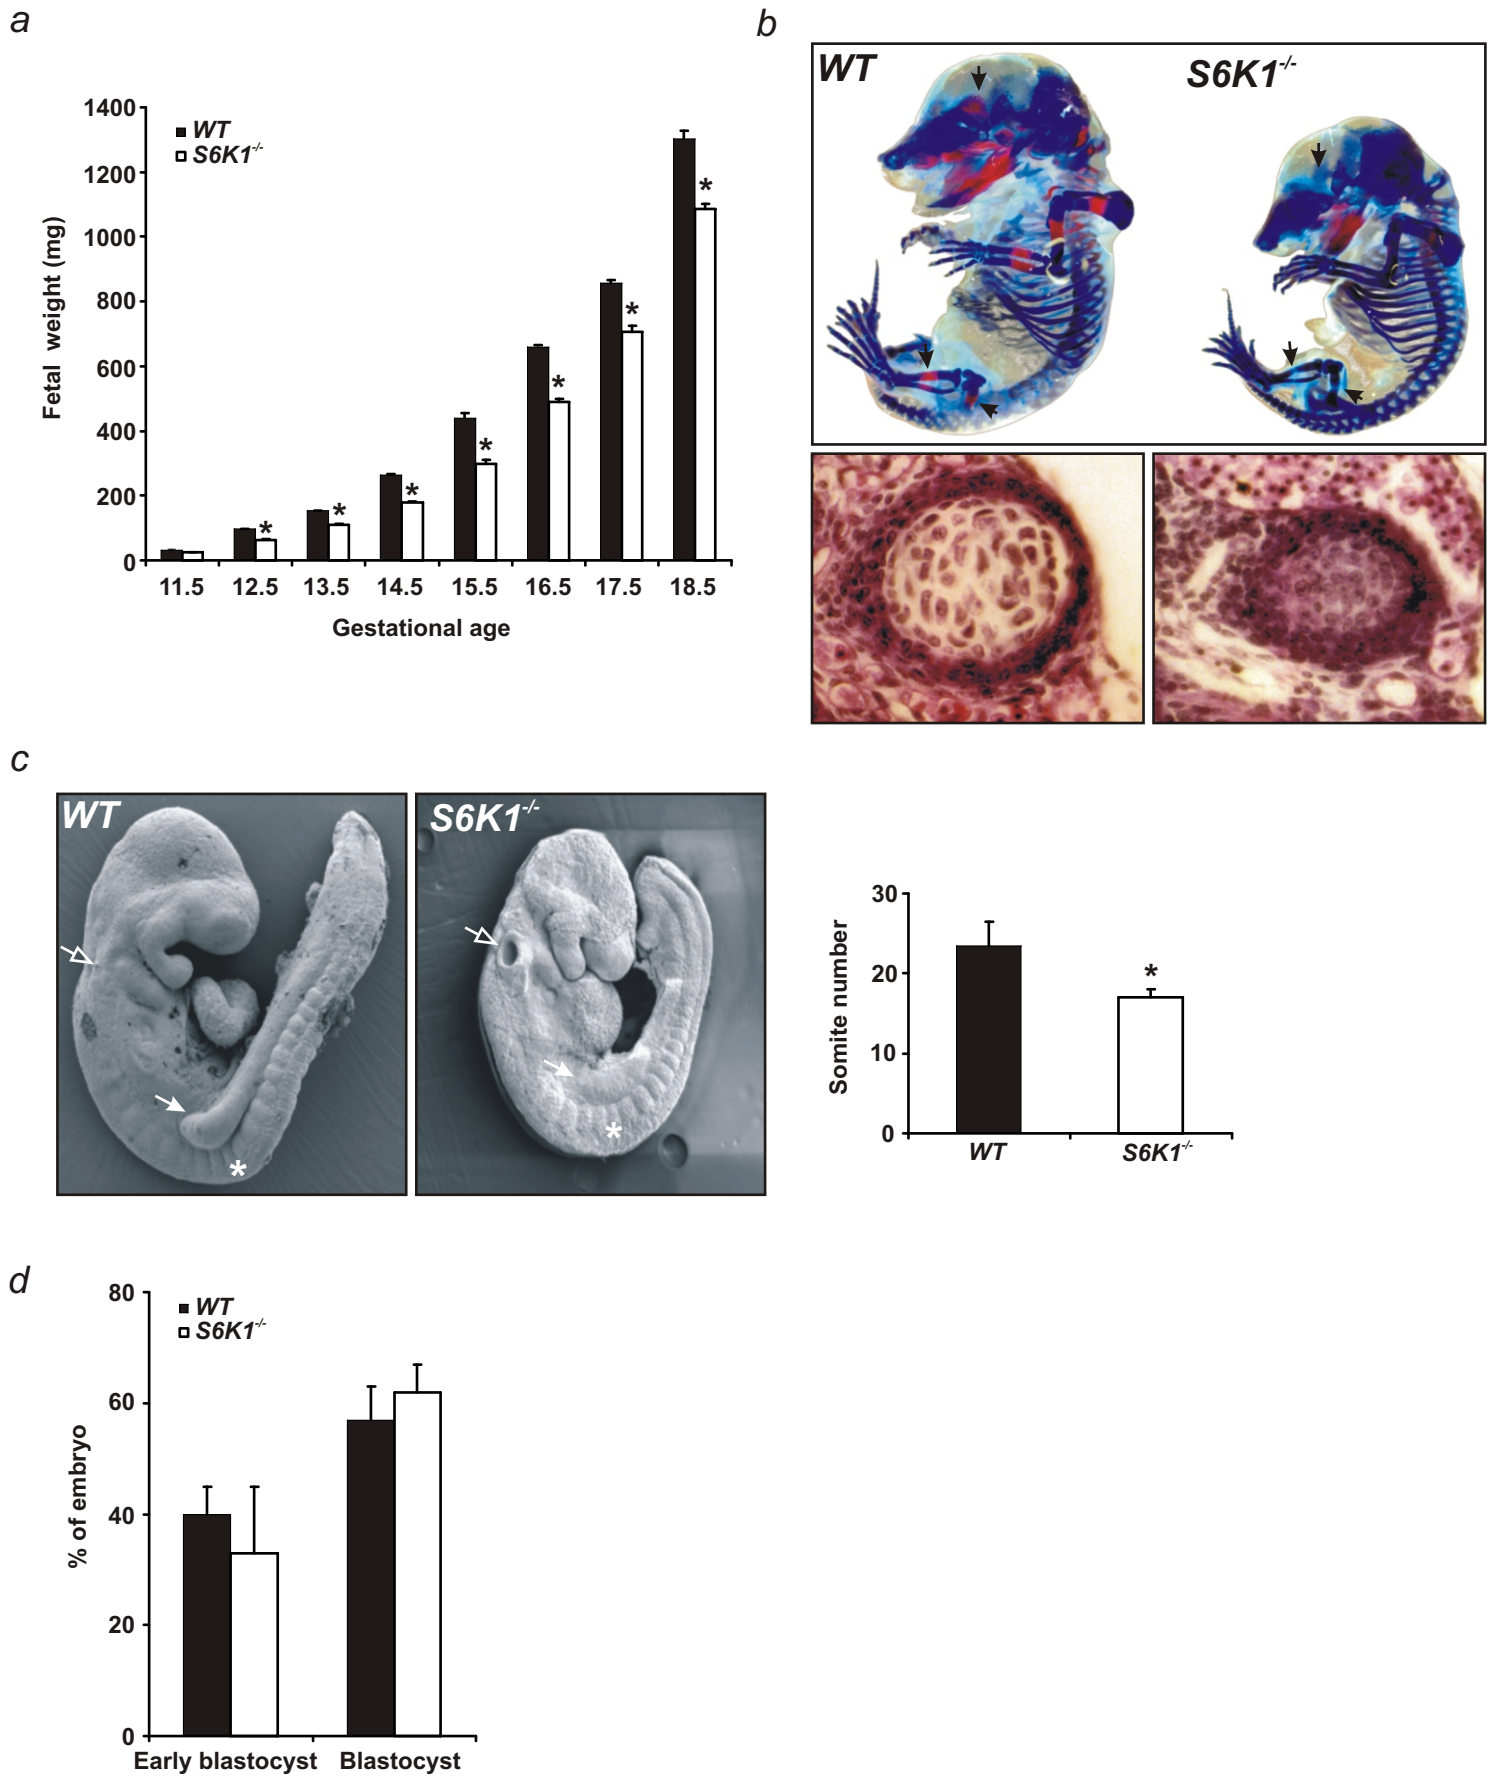 a
1400
1200
1000
800
600
400
200
0
Fetal weight (mg)
WT
S6K1-/-
*
*
*
*
*
*
*
11.5 12.5 13.5 14.5 15.5 16.5 17.5 18.5
Gestational age
b
WT S6K1-/-
c
WT
*
S6K1-/-
*
30
20
10
0
Somite number
*
WT S6K1-/-
d
80
60
40
20
0
% of embryo
WT
S6K1-/-
Early blastocyst Blastocyst